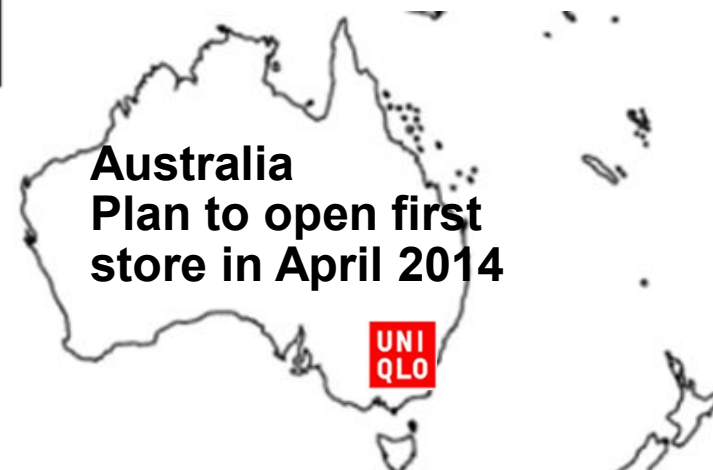 Australia
Plan to open first
store in April 2014
UNI
QLO